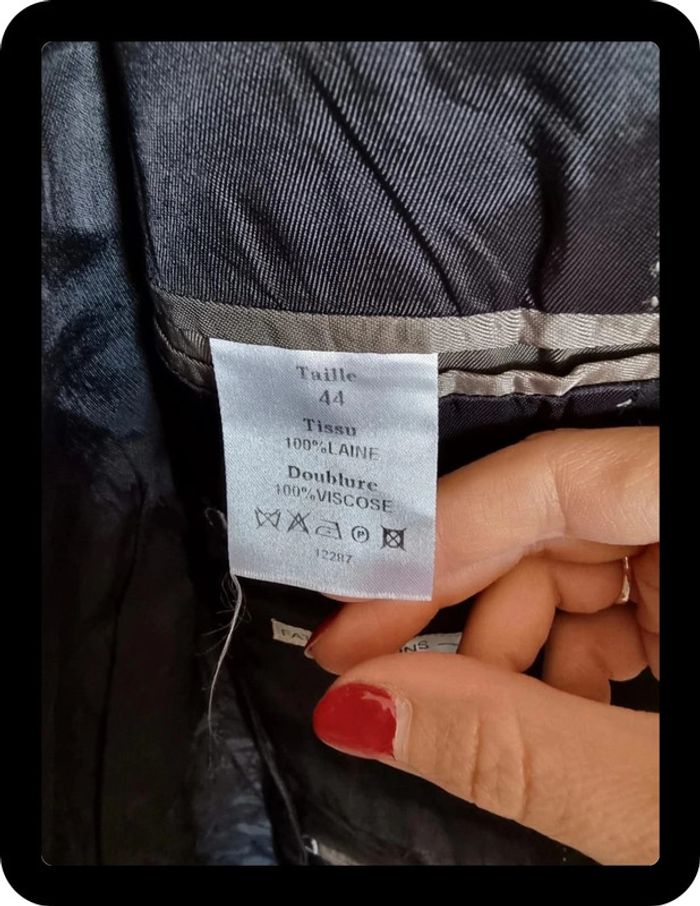 Taille
44
Tissu
100%LAINE
Doublure
100%VISCOSE
P
12287